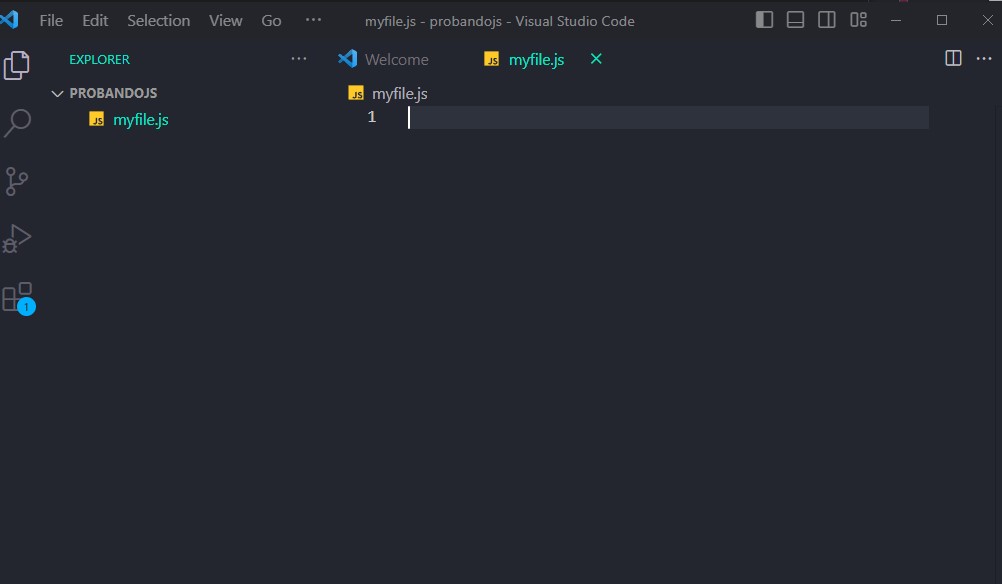 File Edit Selection View Go ··· myfile.js - probandojs - Visual Studio Code
EXPLORER ··· Welcome JS myfile.js
PROBANDOJS JS myfile.js
JS myfile.js 1
1